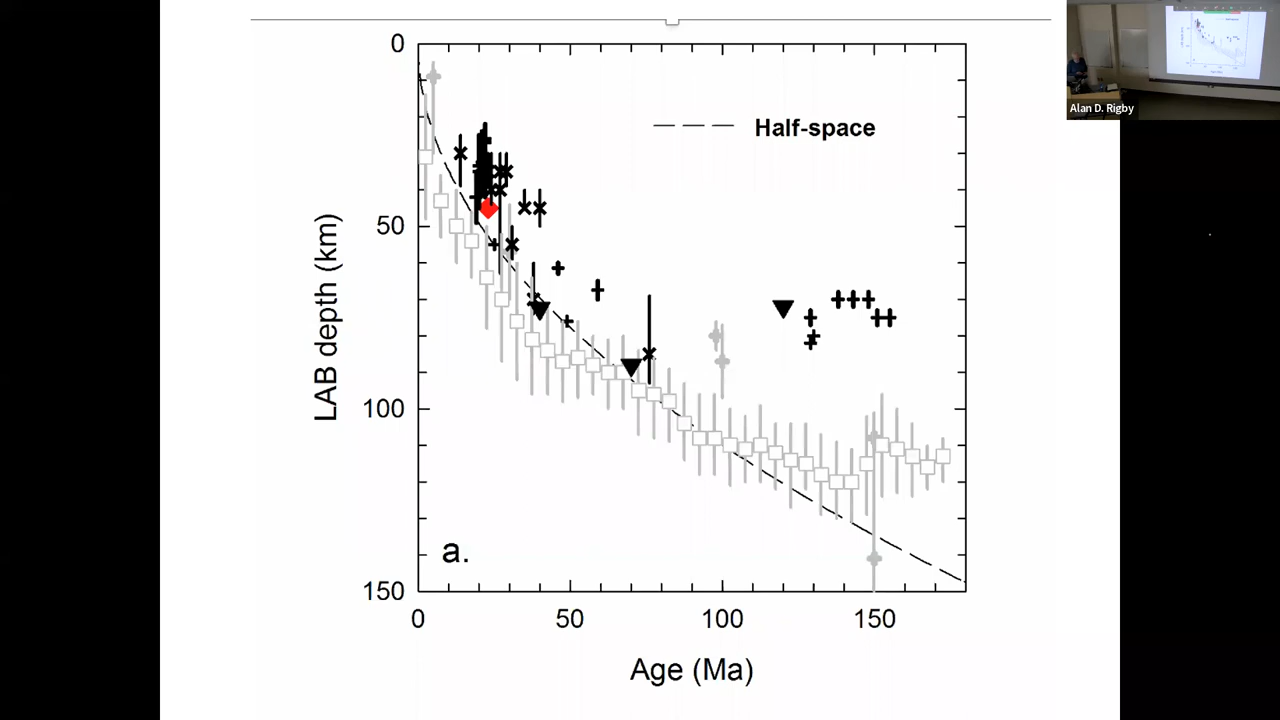 0
50
100
150
LAB depth (km)
Half-space
a.
0 50 100 150
Age (Ma)
Alan D. Rigby